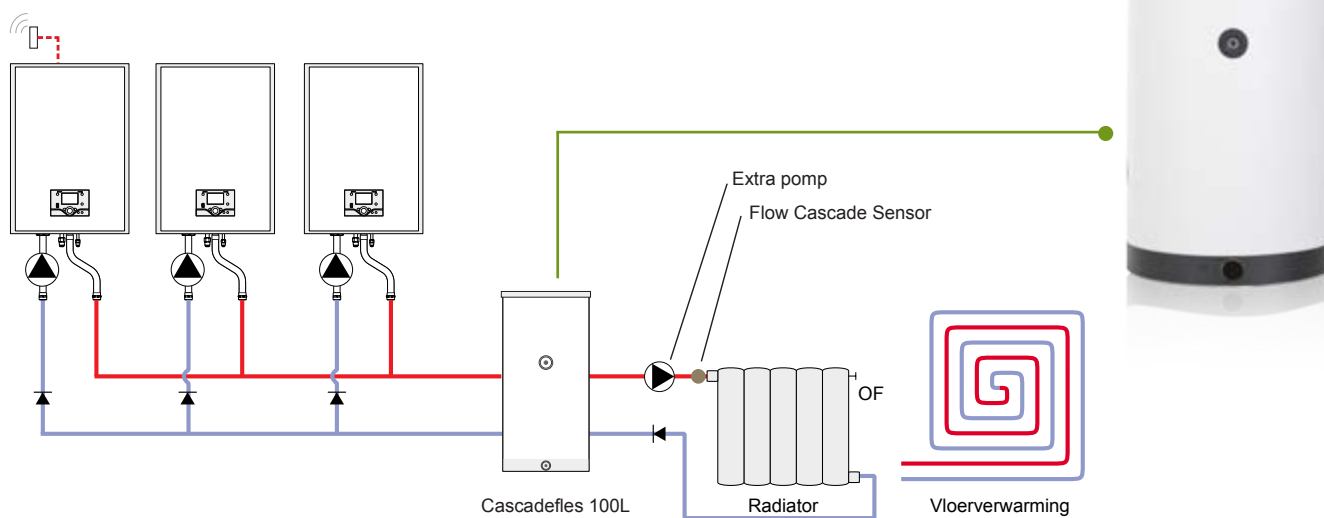 Extra pomp
Flow Cascade Sensor
OF
Cascadefles 100L
Radiator
Vloerverwarming